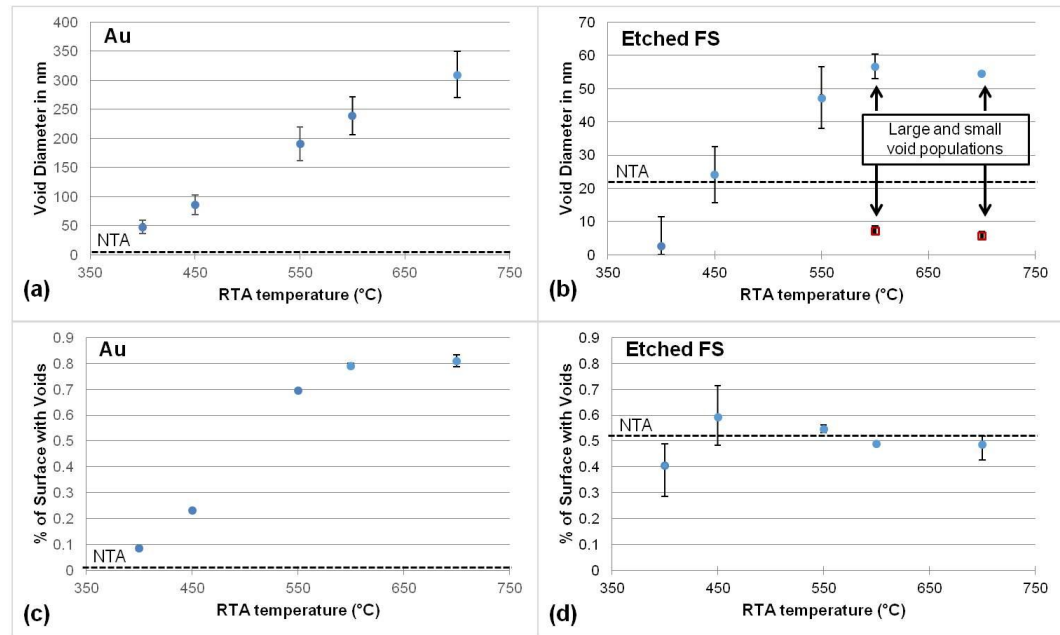 Au
Void Diameter in nm
400
350
300
250
200
150
100
50
0
NTA
350
450
550
650
750
RTA temperature (°C)
(a)
Etched FS
Void Diameter in nm
70
60
50
40
30
20
10
0
NTA
Large and small
void populations
350
450
550
650
750
RTA temperature (°C)
(b)
Au
% of Surface with Voids
0.9
0.8
0.7
0.6
0.5
0.4
0.3
0.2
0.1
0
NTA
350
450
550
650
750
RTA temperature (°C)
(c)
Etched FS
% of Surface with Voids
0.9
0.8
0.7
0.6
0.5
0.4
0.3
0.2
0.1
0
NTA
350
450
550
650
750
RTA temperature (°C)
(d)